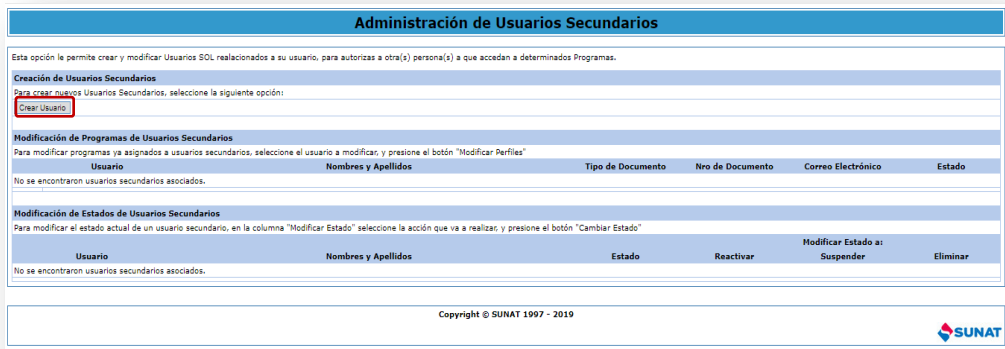 Administración de Usuarios Secundarios
Esta opción le permite crear y modificar Usuarios SOL realacionados a su usuario, para autorizas a otra(s) persona(s) a que accedan a determinados Programas.
Creación de Usuarios Secundarios
Para crear nuevos Usuarios Secundarios, seleccione la siguiente opción:
Crear Usuario
Modificación de Programas de Usuarios Secundarios
Para modificar programas ya asignados a usuarios secundarios, seleccione el usuario a modificar, y presione el botón "Modificar Perfiles"
Usuario Nombres y Apellidos Tipo de Documento Nro de Documento Correo Electrónico Estado
No se encontraron usuarios secundarios asociados.
Modificación de Estados de Usuarios Secundarios
Para modificar el estado actual de un usuario secundario, en la columna "Modificar Estado" seleccione la acción que va a realizar, y presione el botón "Cambiar Estado"
Modificar Estado a:
Usuario Nombres y Apellidos Estado Reactivar Suspender Eliminar
No se encontraron usuarios secundarios asociados.
Copyright © SUNAT 1997 - 2019
SUNAT